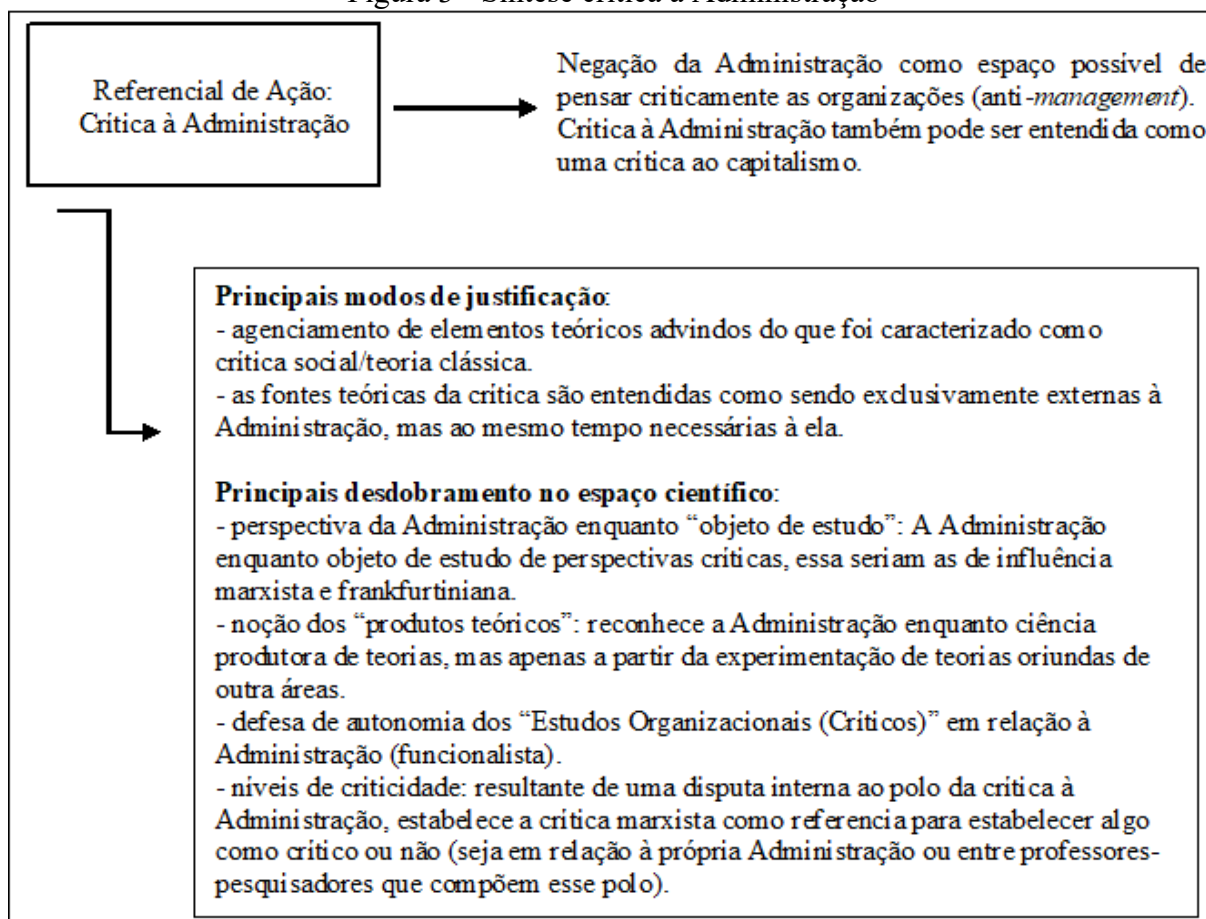 Figura 3 – Síntese crítica à Administração
Referencial de Ação:
Crítica à Administração
Negação da Administração como espaço possível de
pensar criticamente as organizações (anti-management).
Crítica à Administração também pode ser entendida como
uma crítica ao capitalismo.
Principais modos de justificação:
- agenciamento de elementos teóricos advindos do que foi caracterizado como
crítica social/teoria clássica.
- as fontes teóricas da crítica são entendidas como sendo exclusivamente externas à
Administração, mas ao mesmo tempo necessárias à ela.
Principais desdobramento no espaço científico:
- perspectiva da Administração enquanto “objeto de estudo”: A Administração
enquanto objeto de estudo de perspectivas críticas, essa seriam as de influência
marxista e frankfurtiniana.
- noção dos “produtos teóricos”: reconhece a Administração enquanto ciência
produtora de teorias, mas apenas a partir da experimentação de teorias oriundas de
outra áreas.
- defesa de autonomia dos “Estudos Organizacionais (Críticos)” em relação à
Administração (funcionalista).
- níveis de criticidade: resultante de uma disputa interna ao polo da crítica à
Administração, estabelece a crítica marxista como referencia para estabelecer algo
como crítico ou não (seja em relação à própria Administração ou entre professores-
pesquisadores que compõem esse polo).